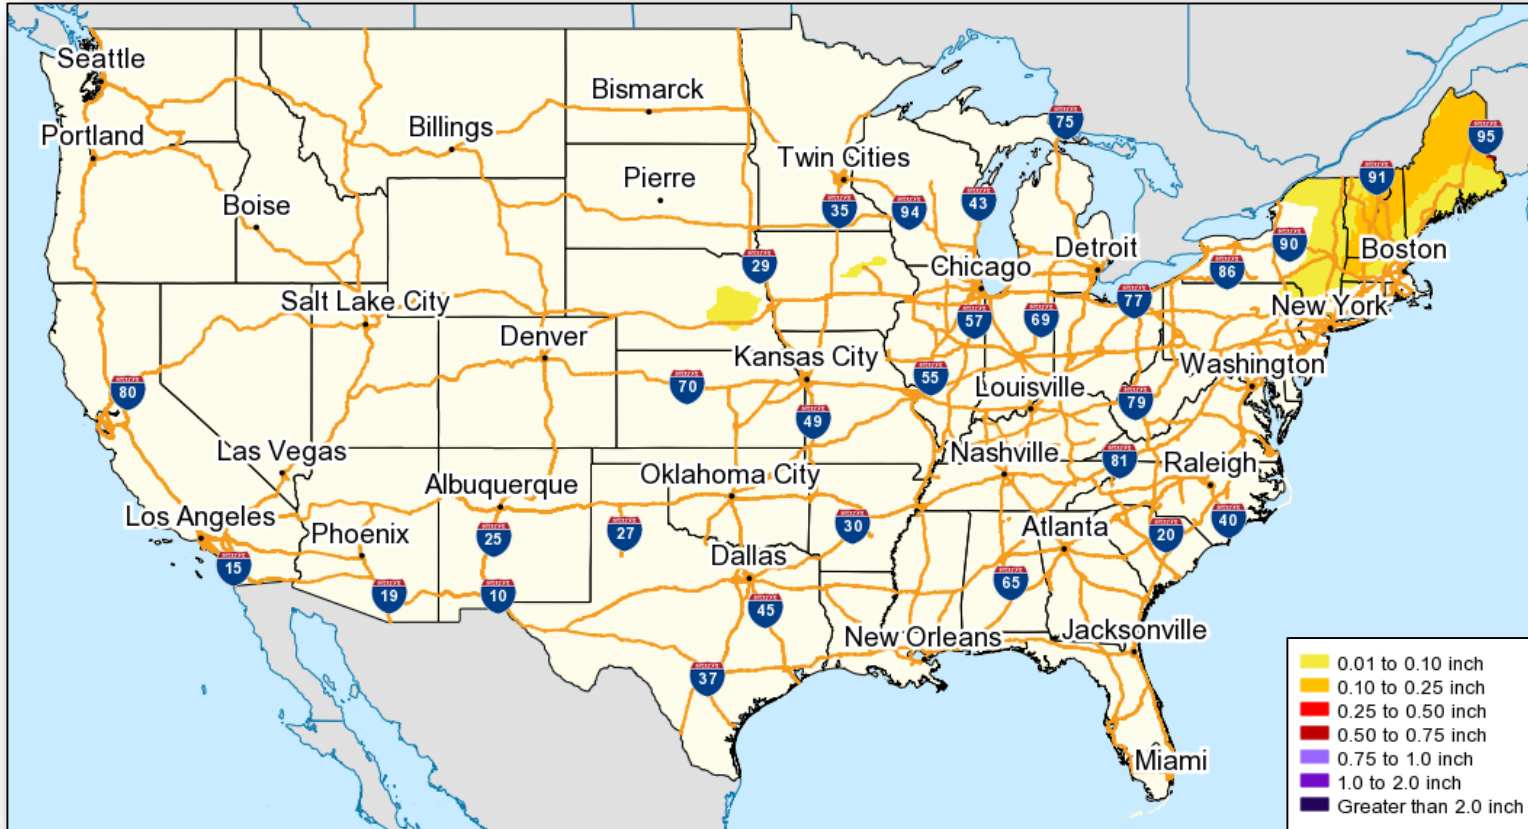 Seattle
Bismarck
75
Billings
95
Portland
Twin Cities
Pierre
91
Boise
35
94
43
90
Detroit
Boston
29
Chicago
86
Salt Lake City
77
New York
57
69
Denver
Kansas City
Washington
80
70
55
Louisville
79
49
Las Vegas
Nashville
81
Raleigh
Albuquerque
Oklahoma City
Los Angeles
Phoenix
25
27
30
Atlanta
20
40
Dallas
15
65
19
10
45
New Orleans
Jacksonville
37
Miami
0.01 to 0.10 inch
0.10 to 0.25 inch
0.25 to 0.50 inch
0.50 to 0.75 inch
0.75 to 1.0 inch
1.0 to 2.0 inch
Greater than 2.0 inch